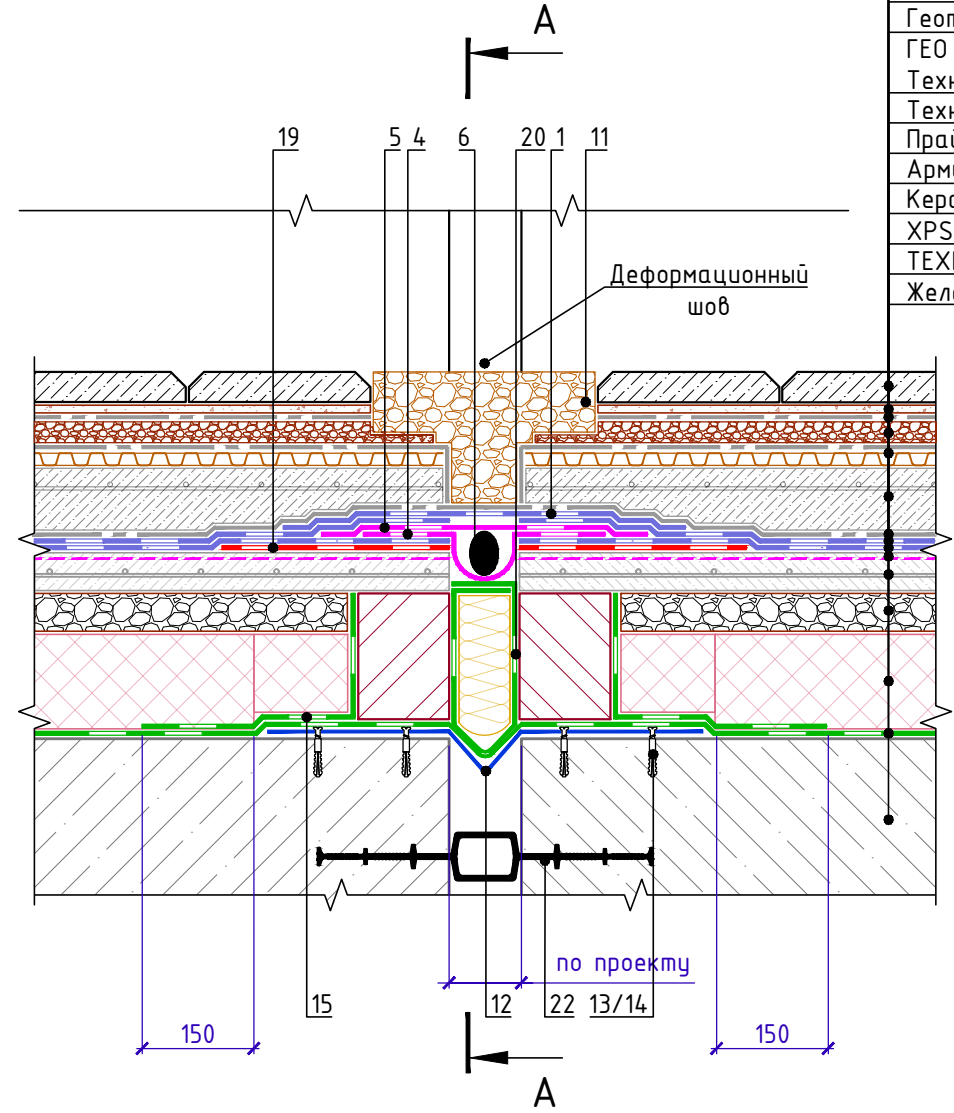 А
Геот
ГЕО
Техн
Техн
Прай
Арми
Кера
XPS
ТЕХН
Желе
19
5
4
6
20
1
11
Деформационный
шов
по проекту
15
12
22
13/14
150
150
А